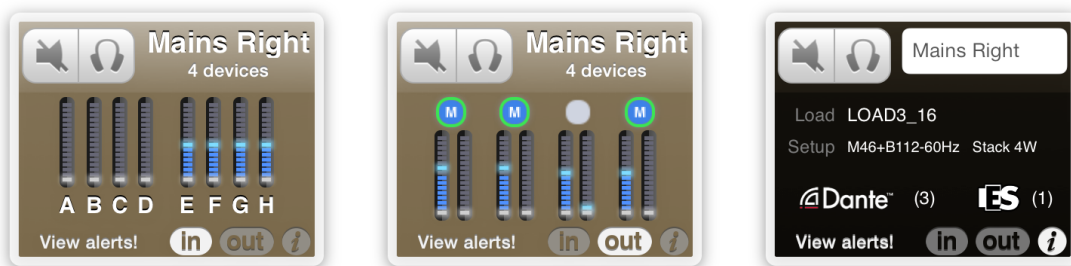 Mains Right
4 devices
A B C D E F G H
View alerts! in out i
Mains Right
4 devices
M M M
View alerts! in out i
Mains Right
Load LOAD3_16
Setup M46+B112-60Hz Stack 4W
Dante™ (3) IES (1)
View alerts! in out i